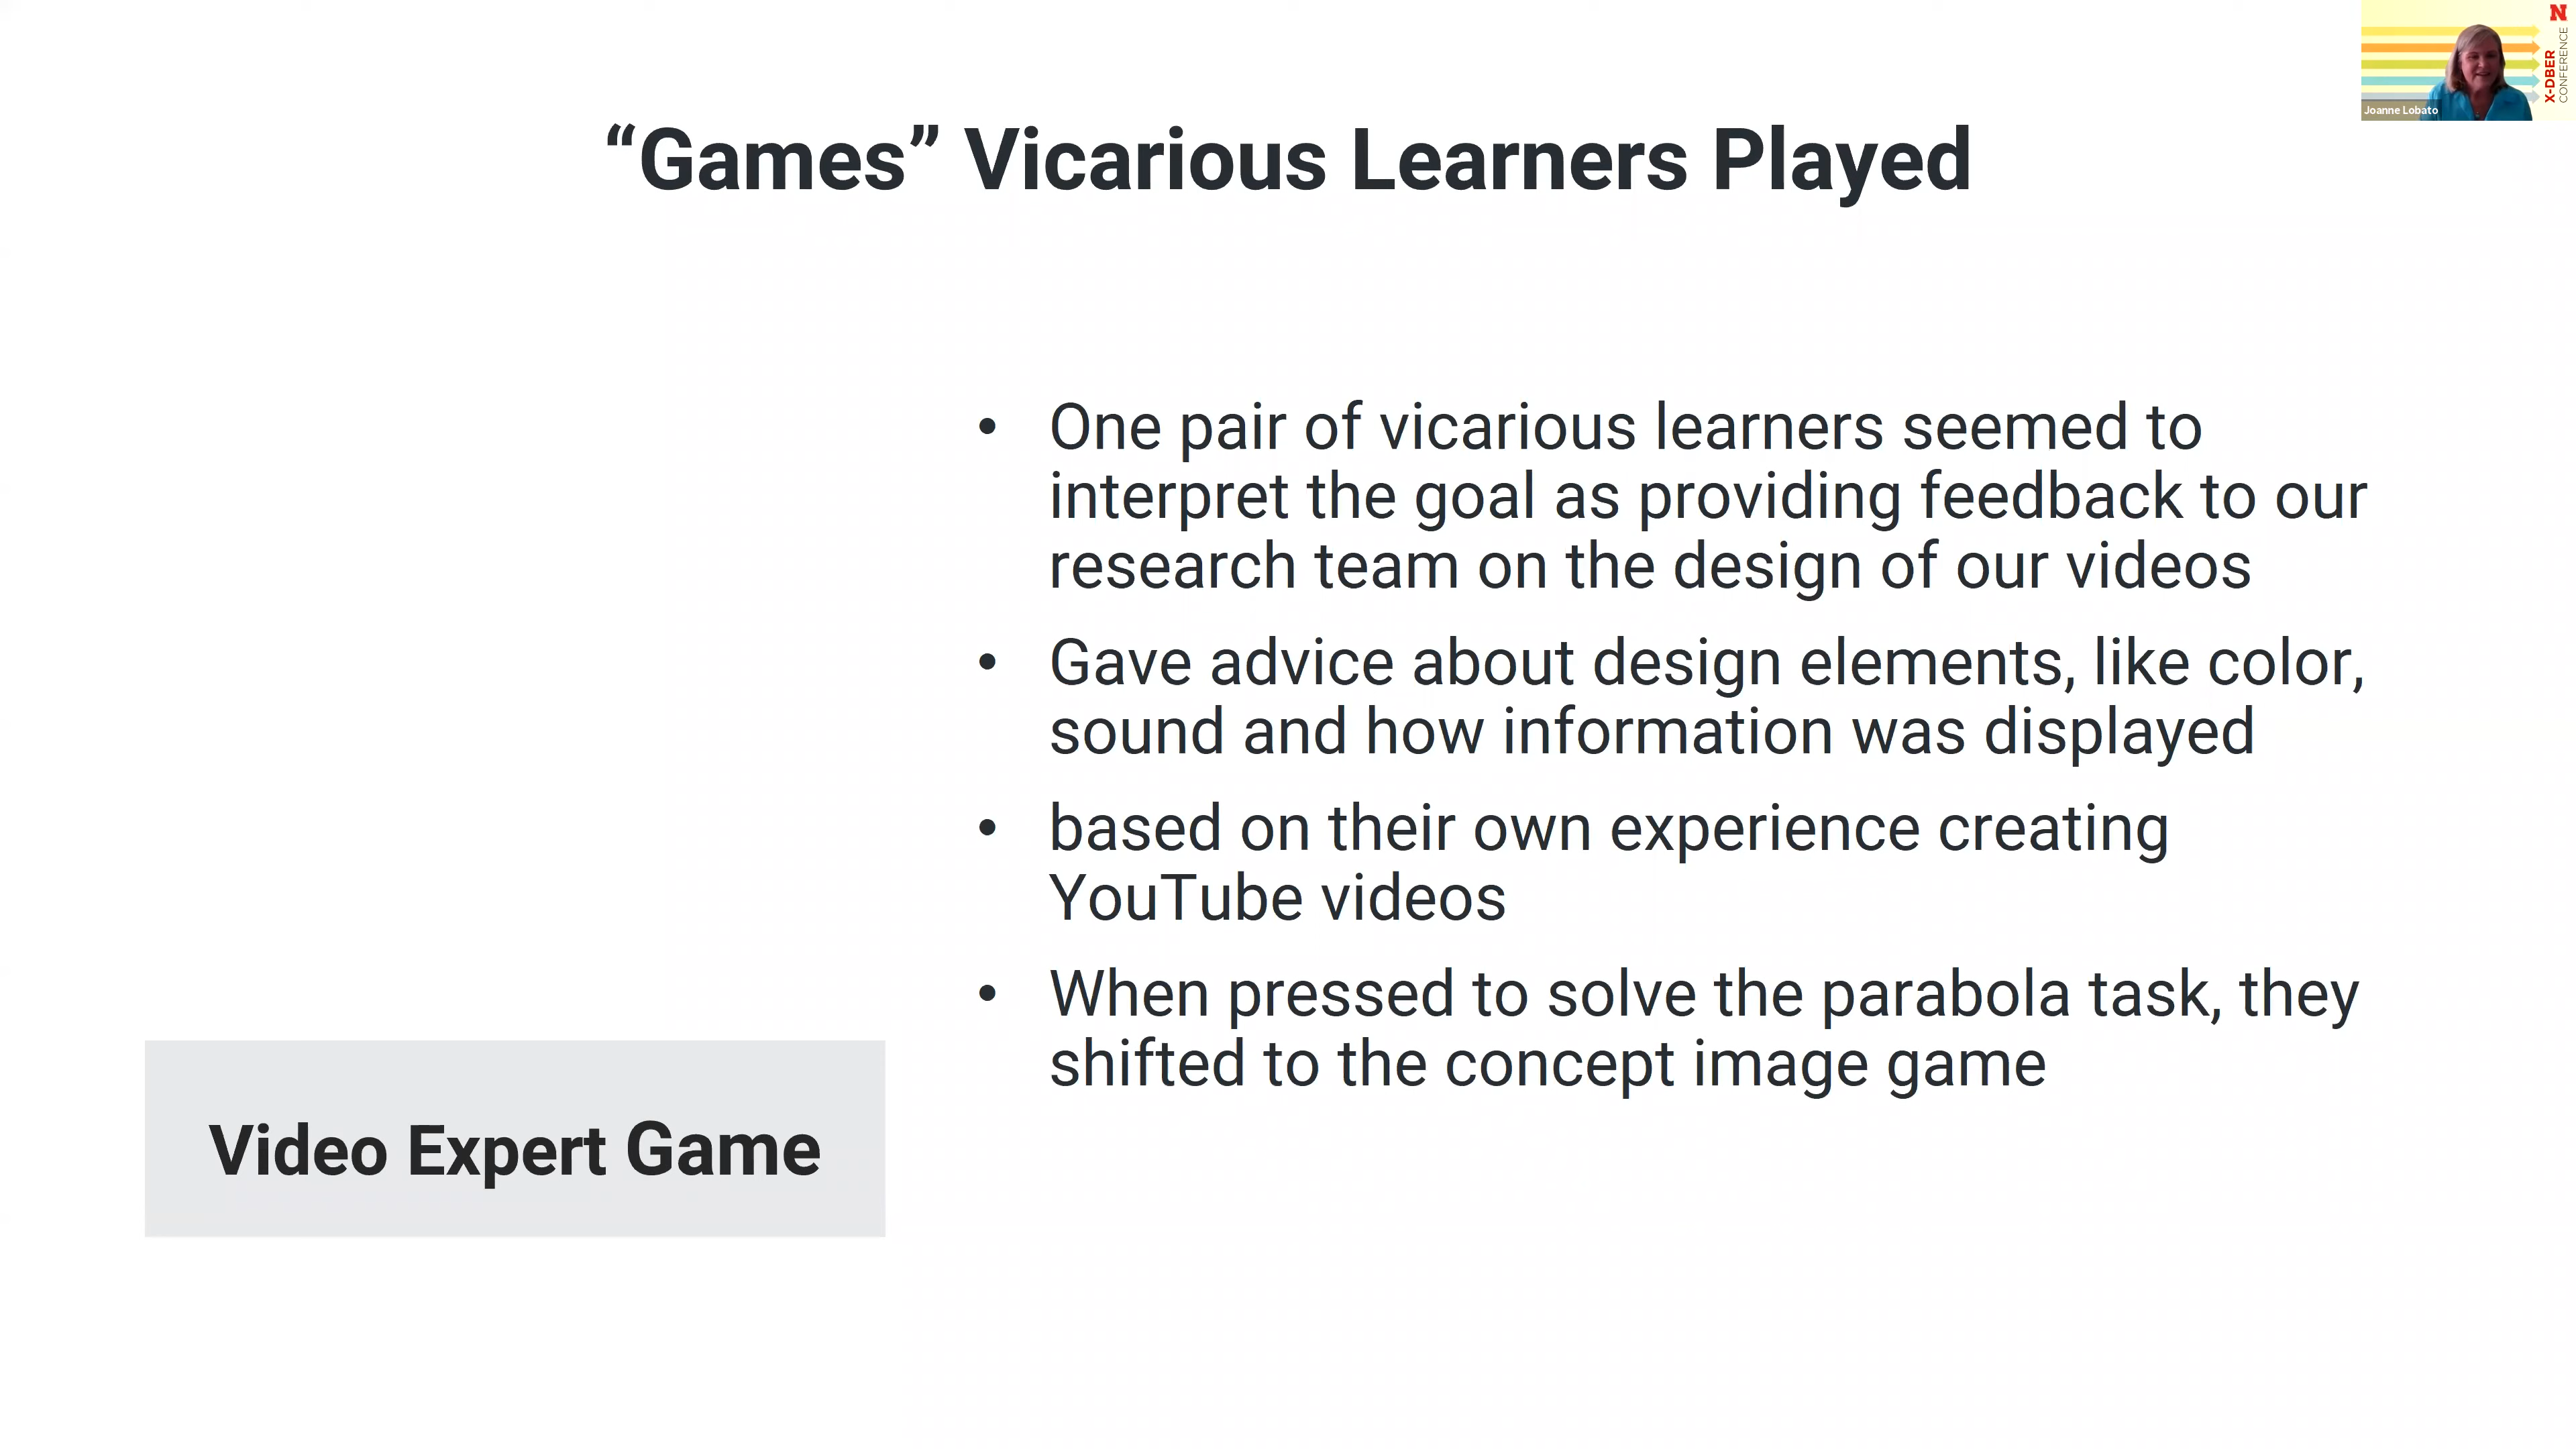 “Games” Vicarious Learners Played
• One pair of vicarious learners seemed to
interpret the goal as providing feedback to our
research team on the design of our videos
• Gave advice about design elements, like color,
sound and how information was displayed
• based on their own experience creating
YouTube videos
• When pressed to solve the parabola task, they
shifted to the concept image game
Video Expert Game
Joanne Lobato
N
X-DBER
CONFERENCE